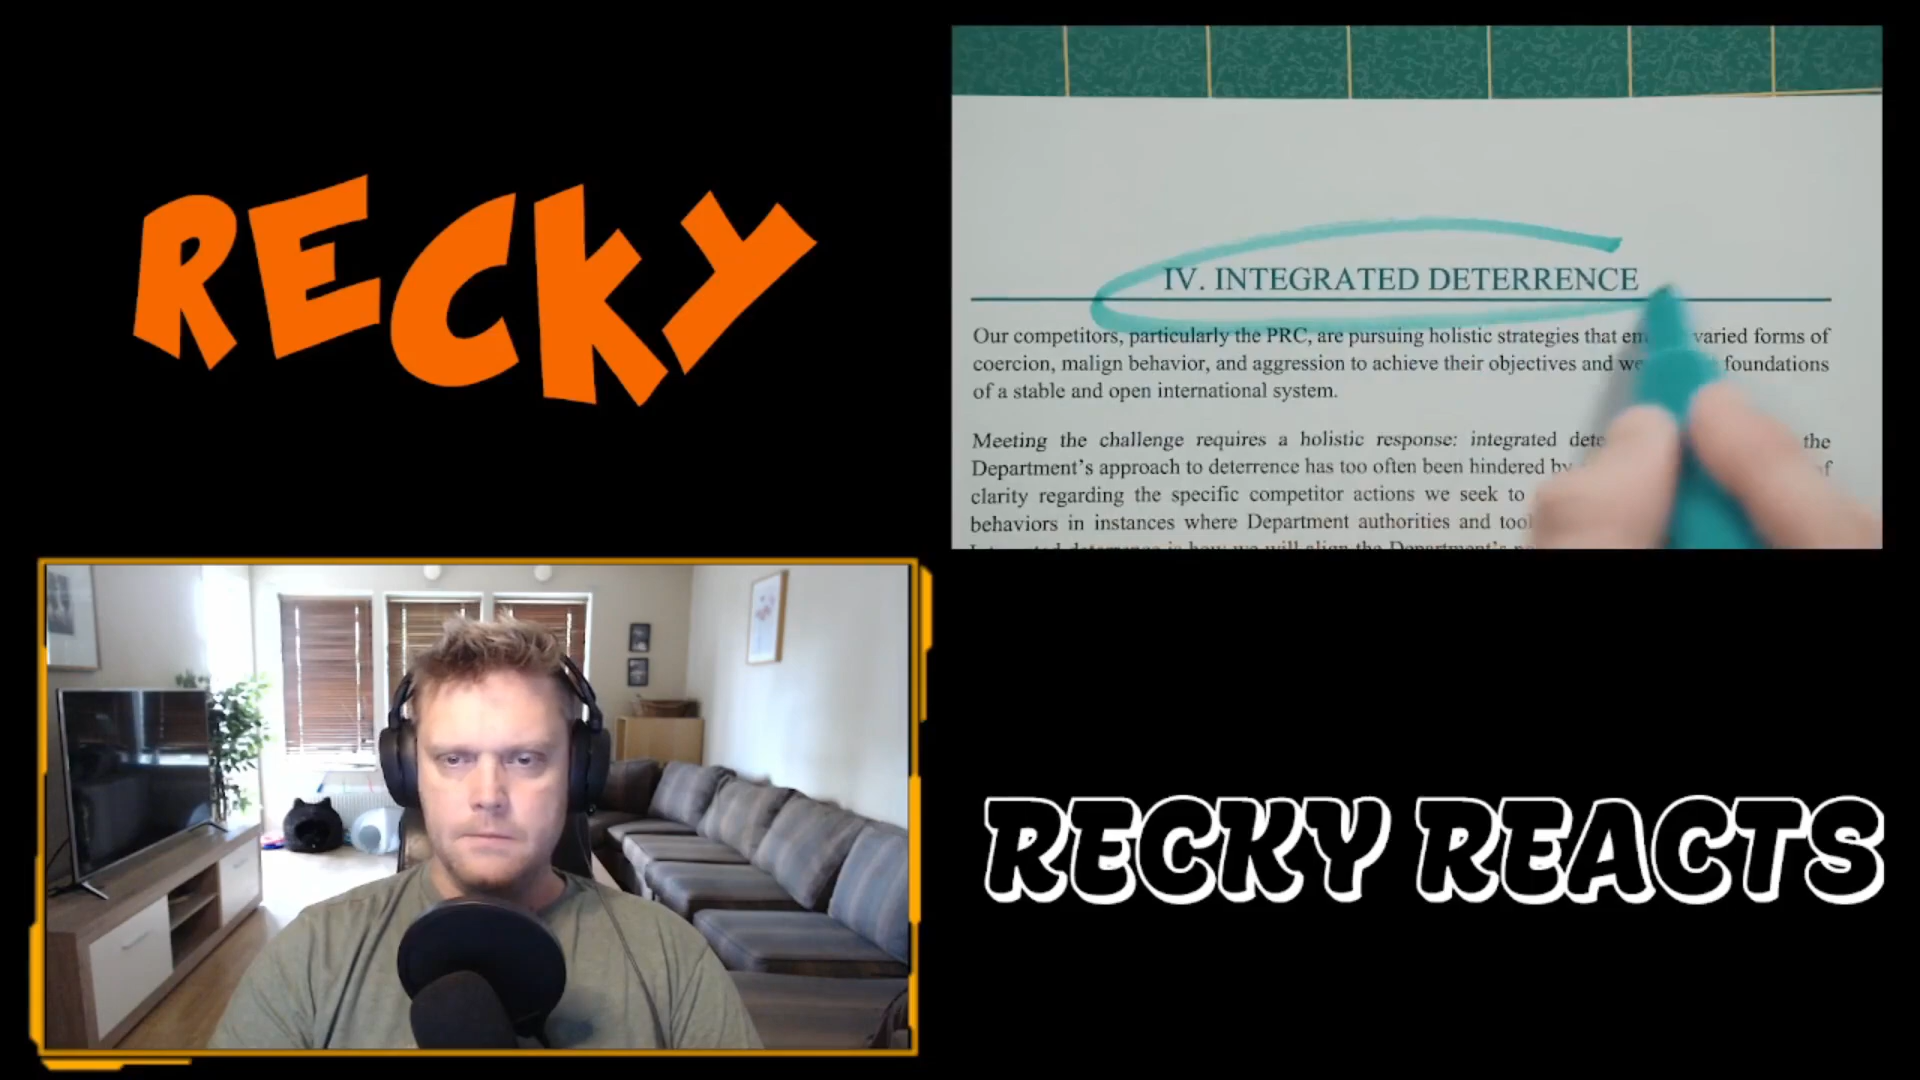 RECKY
IV. INTEGRATED DETERRENCE
Our competitors, particularly the PRC, are pursuing holistic strategies that varied forms of
coercion, malign behavior, and aggression to achieve their objectives and foundations
of a stable and open international system.
Meeting the challenge requires a holistic response: integrated the
Department's approach to deterrence has too often been hindered by
clarity regarding the specific competitor actions we seek to
behaviors in instances where Department authorities and
RECKY REACTS